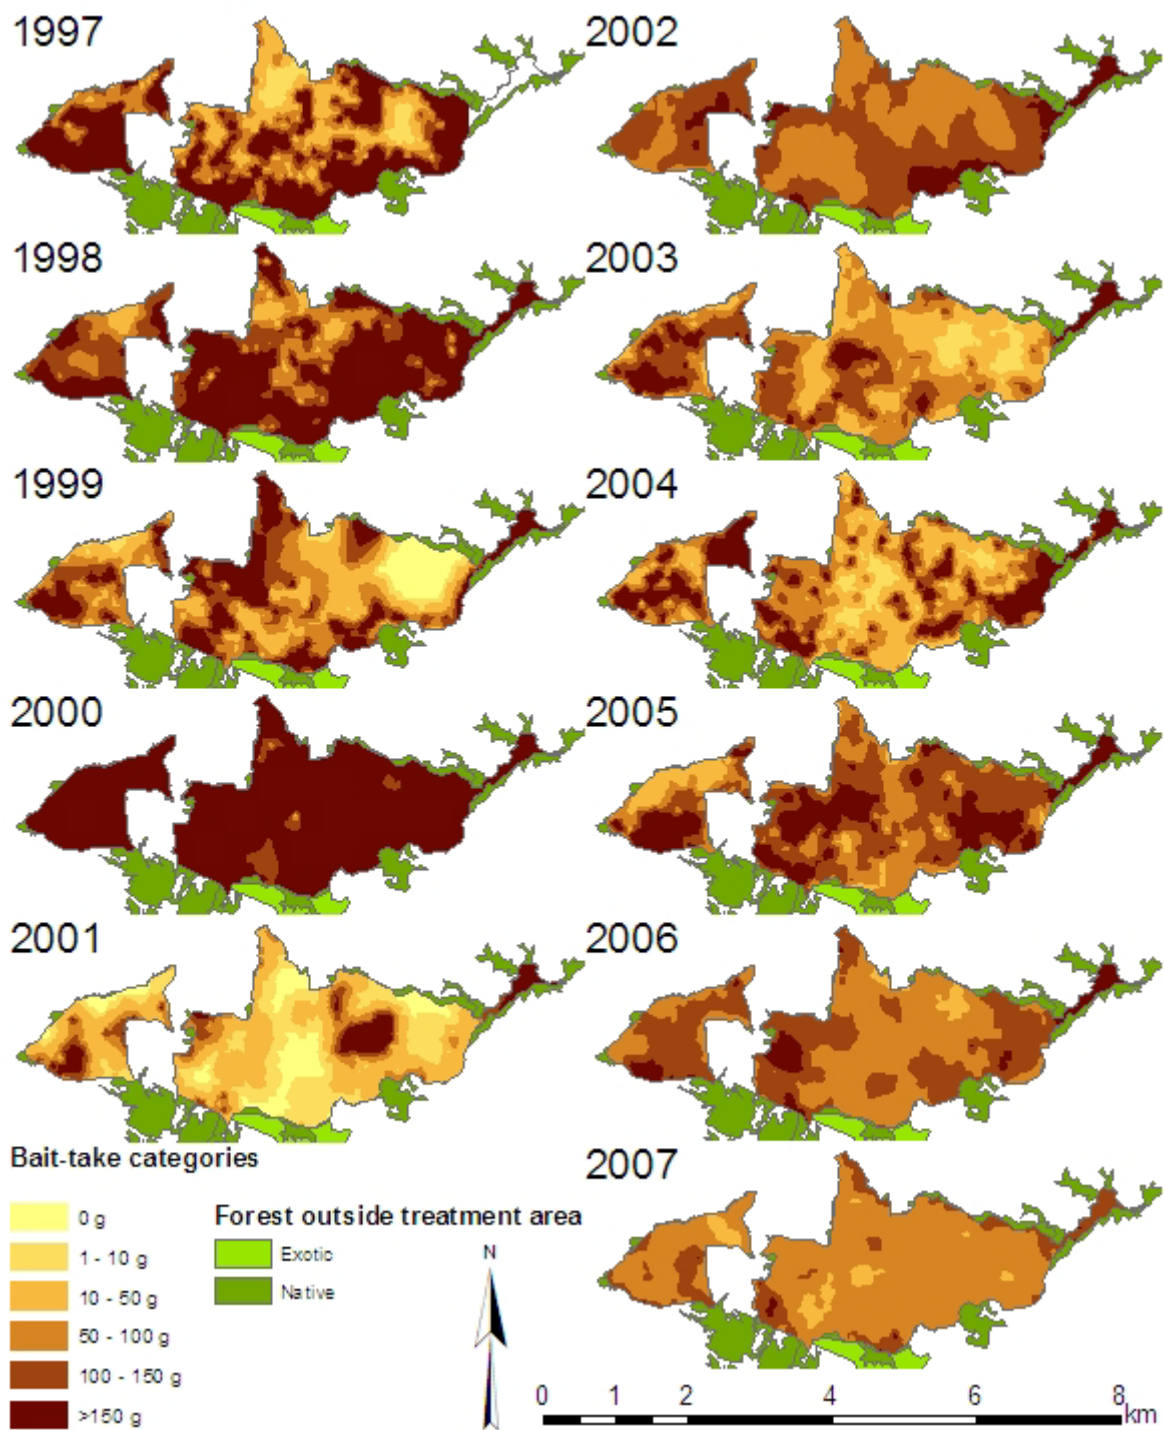 1997
2002
1998
2003
1999
2004
2000
2005
2001
2006
2007
Bait-take categories
0 g
1 - 10 g
10 - 50 g
50 - 100 g
100 - 150 g
>150 g
Forest outside treatment area
Exotic
Native
N
0 1 2 4 6 8
km